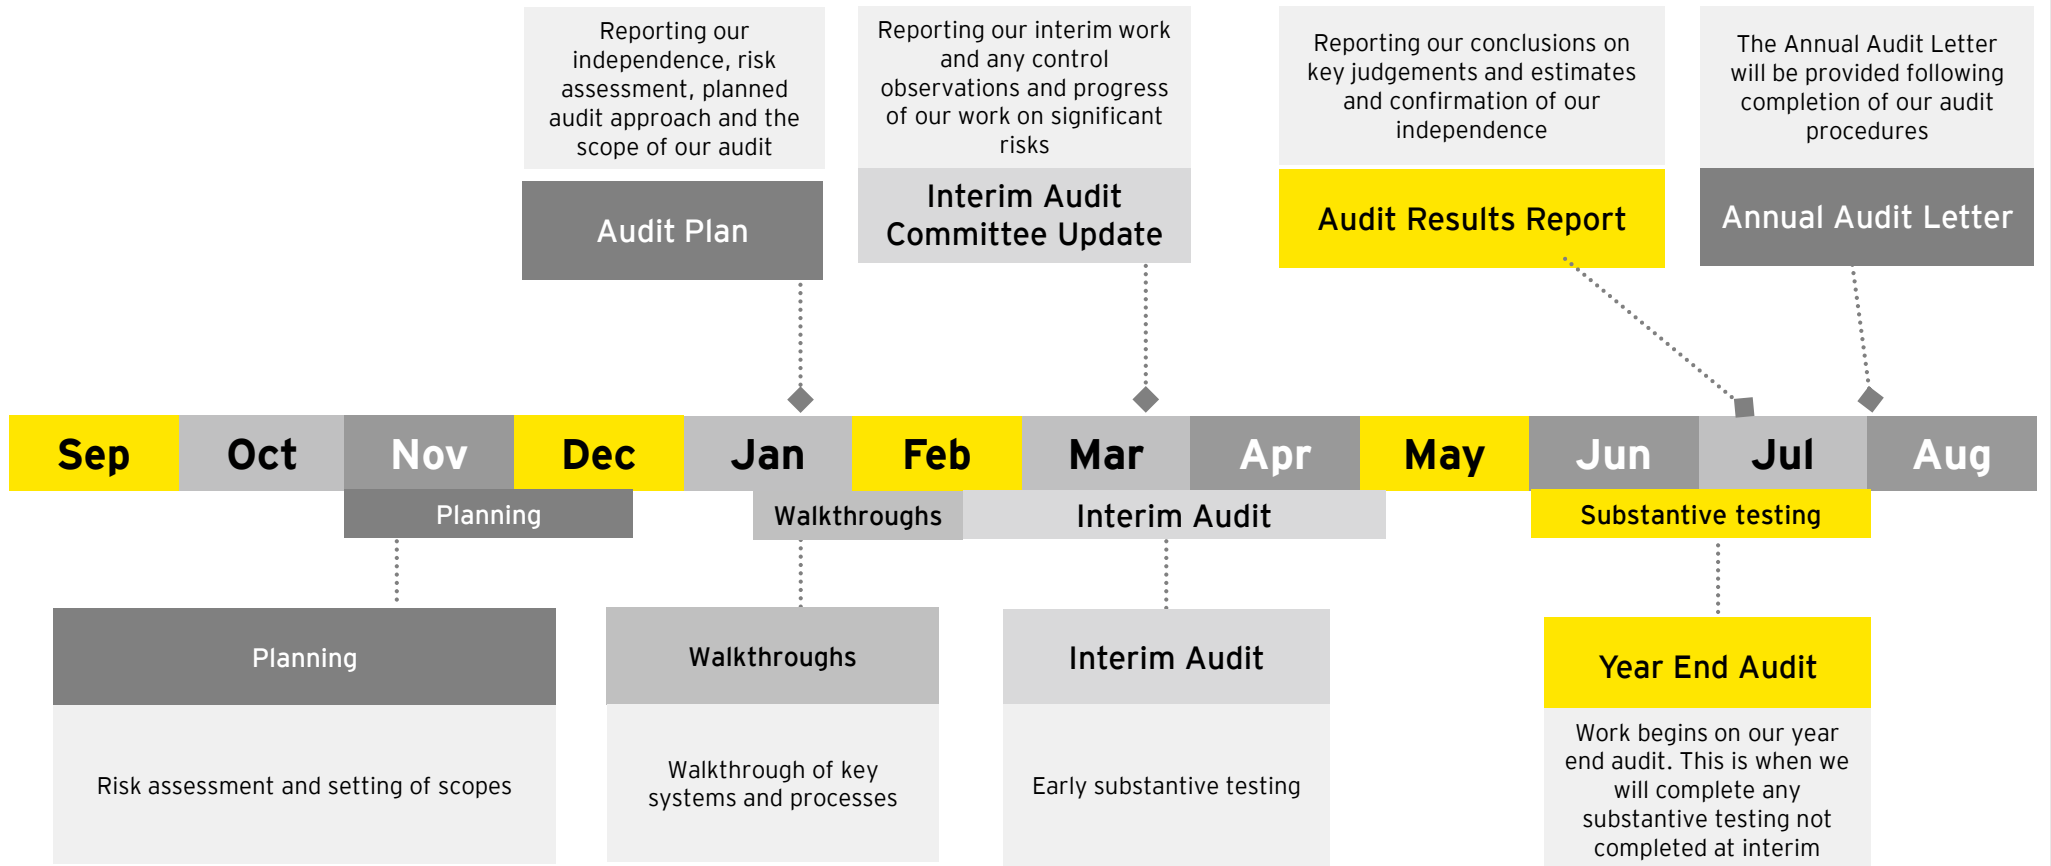 Reporting our
independence, risk
assessment, planned
audit approach and the
scope of our audit
Audit Plan
Reporting our interim work
and any control
observations and progress
of our work on significant
risks
Interim Audit
Committee Update
Reporting our conclusions on
key judgements and estimates
and confirmation of our
independence
Audit Results Report
The Annual Audit Letter
will be provided following
completion of our audit
procedures
Annual Audit Letter
Sep Oct Nov Dec Jan Feb Mar Apr May Jun Jul Aug
Planning Walkthroughs Interim Audit Substantive testing
Planning
Risk assessment and setting of scopes
Walkthroughs
Walkthrough of key
systems and processes
Interim Audit
Early substantive testing
Year End Audit
Work begins on our year
end audit. This is when we
will complete any
substantive testing not
completed at interim